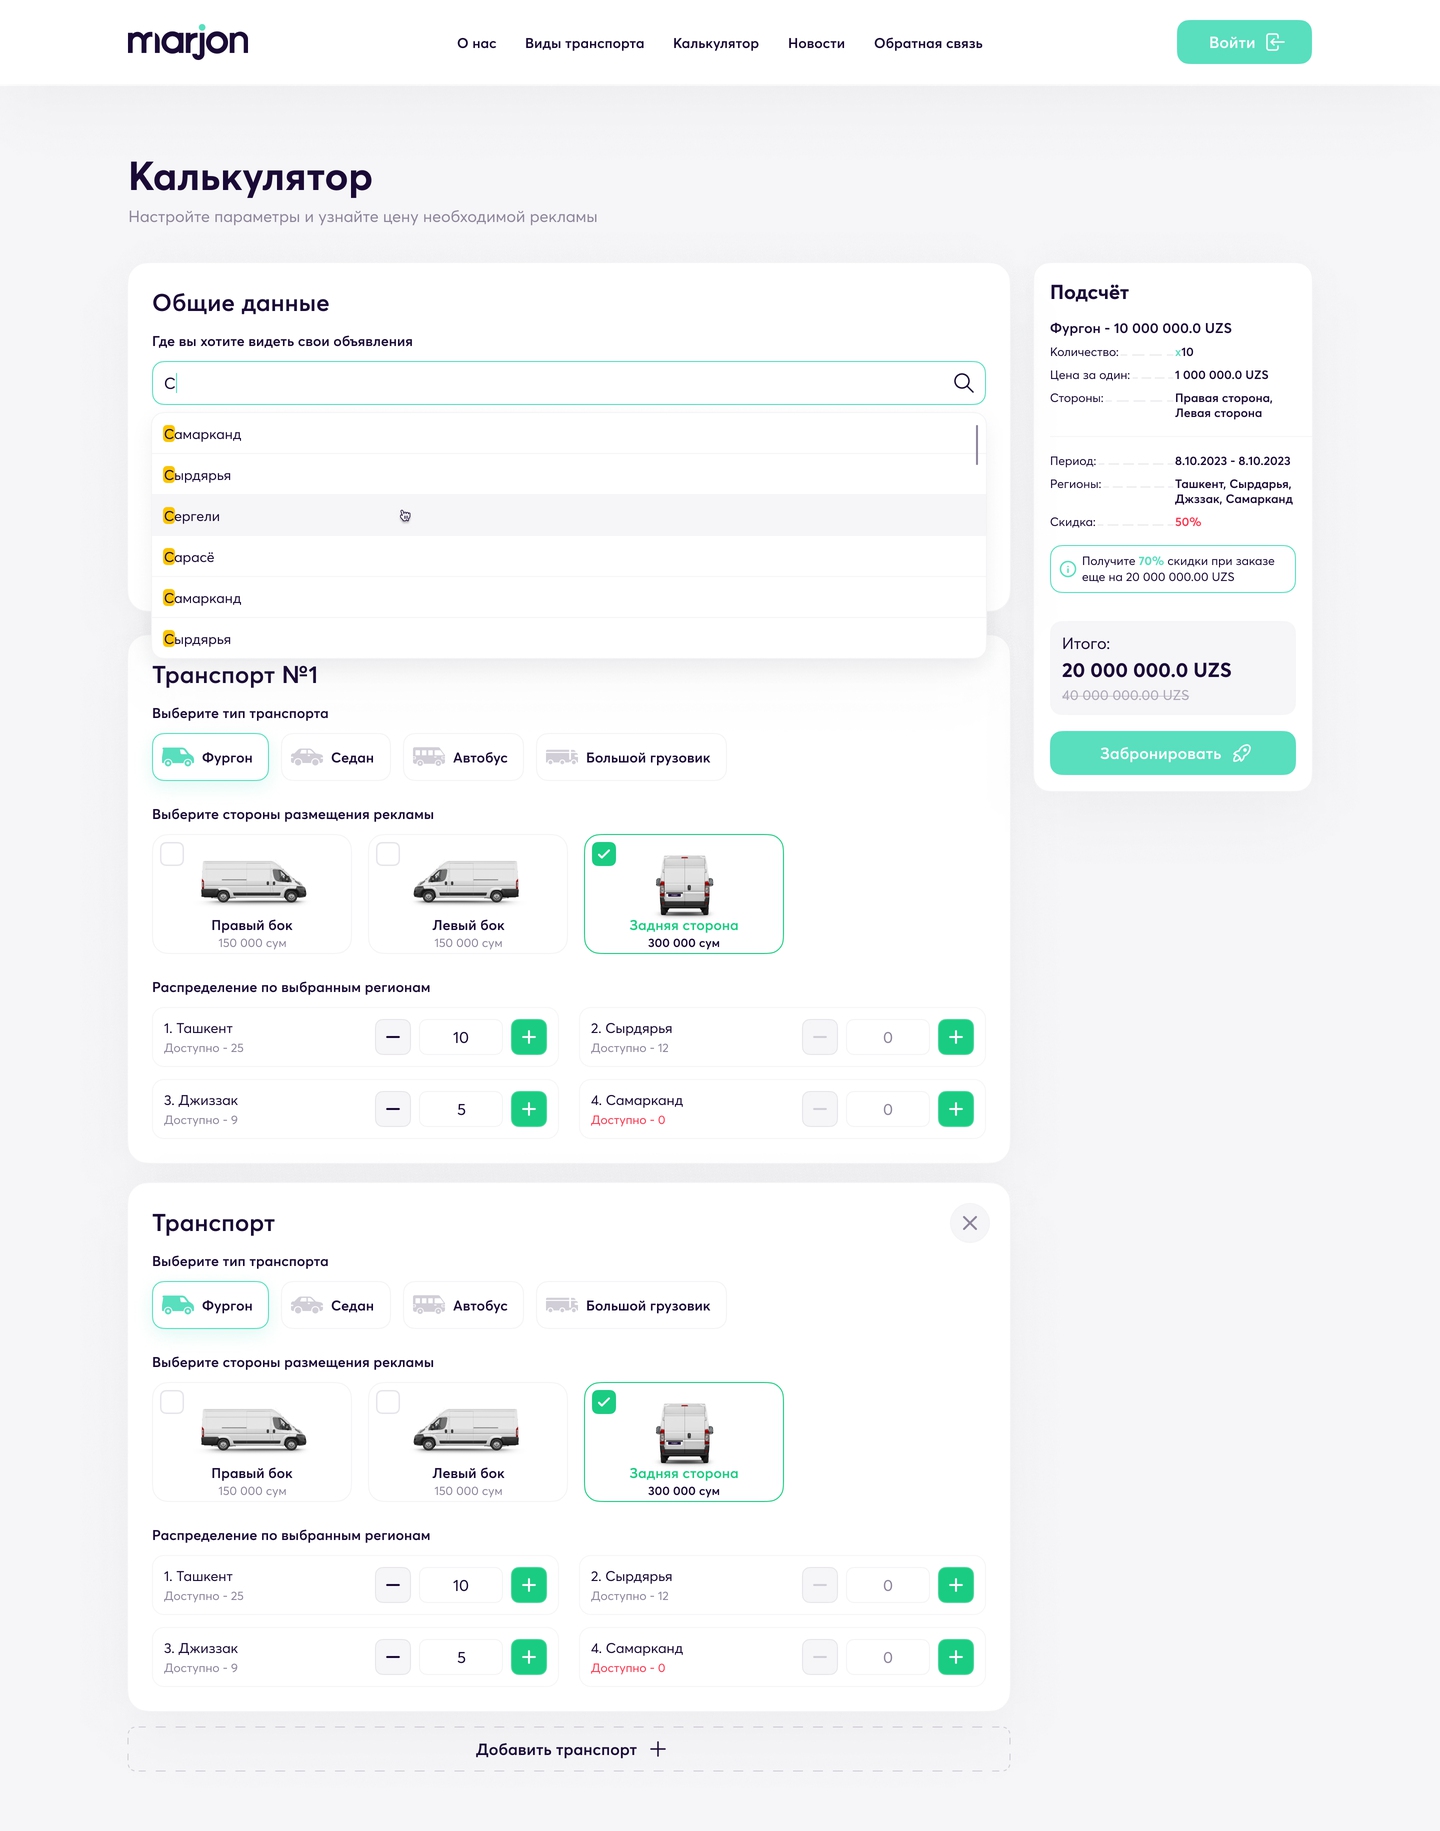 marjon
О нас
Виды транспорта
Калькулятор
Новости
Обратная связь
Войти
Калькулятор
Настройте параметры и узнайте цену необходимой рекламы
Общие данные
Где вы хотите видеть свои объявления
С
Самарканд
Сырдярья
Сергели
Сарасё
Самарканд
Сырдярья
Транспорт №1
Выберите тип транспорта
Фургон
Седан
Автобус
Большой грузовик
Выберите стороны размещения рекламы
Правый бок
150 000 сум
Левый бок
150 000 сум
Задняя сторона
300 000 сум
Распределение по выбранным регионам
1. Ташкент
Доступно - 25
10
2. Сырдярья
Доступно - 12
0
3. Джиззак
Доступно - 9
5
4. Самарканд
Доступно - 0
0
Транспорт
Выберите тип транспорта
Фургон
Седан
Автобус
Большой грузовик
Выберите стороны размещения рекламы
Правый бок
150 000 сум
Левый бок
150 000 сум
Задняя сторона
300 000 сум
Распределение по выбранным регионам
1. Ташкент
Доступно - 25
10
2. Сырдярья
Доступно - 12
0
3. Джиззак
Доступно - 9
5
4. Самарканд
Доступно - 0
0
Добавить транспорт
Подсчёт
Фургон - 10 000 000.0 UZS
Количество: x10
Цена за один: 1 000 000.0 UZS
Стороны: Правая сторона,
Левая сторона
Период: 8.10.2023 - 8.10.2023
Регионы: Ташкент, Сырдарья,
Джззак, Самарканд
Скидка: 50%
Получите 70% скидки при заказе
еще на 20 000 000.00 UZS
Итого:
20 000 000.0 UZS
40 000 000.00 UZS
Забронировать